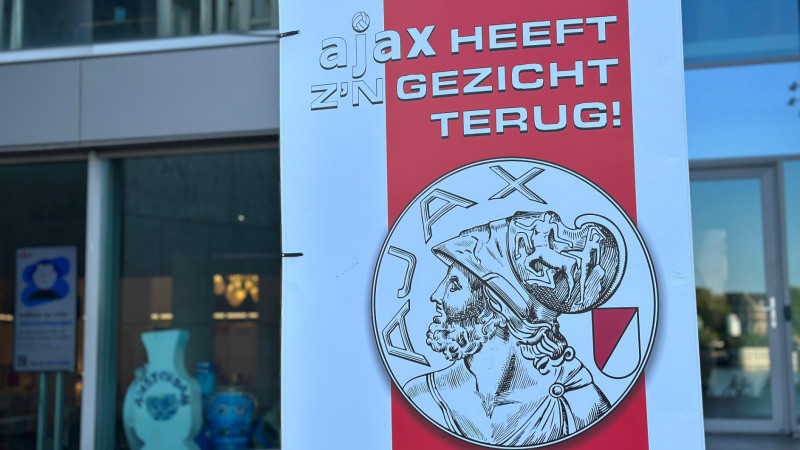 ajax HEEFT
Z'N GEZICHT
TERUG!
AJAX
AMSTERDAM